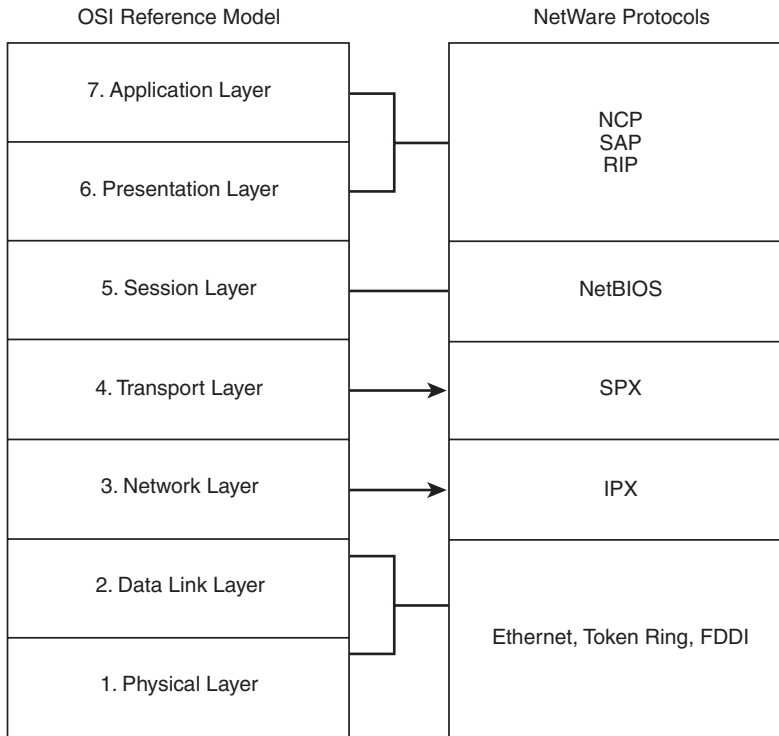 OSI Reference Model
NetWare Protocols
7. Application Layer
6. Presentation Layer
5. Session Layer
4. Transport Layer
3. Network Layer
2. Data Link Layer
1. Physical Layer
NCP
SAP
RIP
NetBIOS
SPX
IPX
Ethernet, Token Ring, FDDI